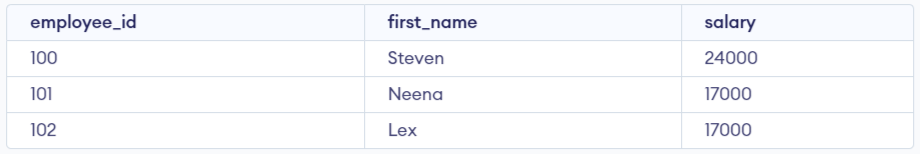 employee_id first_name salary
100 Steven 24000
101 Neena 17000
102 Lex 17000